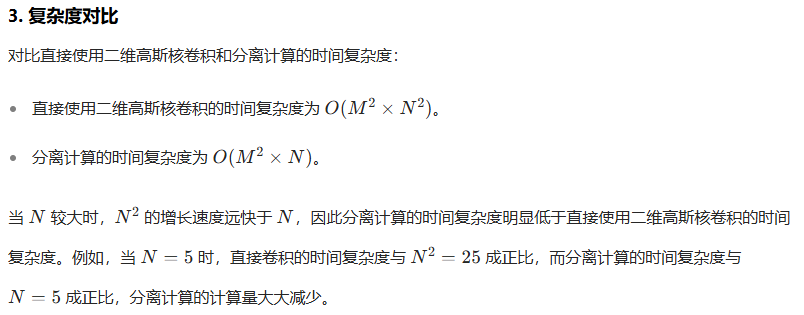 3. 复杂度对比
对比直接使用二维高斯核卷积和分离计算的时间复杂度：
• 直接使用二维高斯核卷积的时间复杂度为 O(M² × N²)。
• 分离计算的时间复杂度为 O(M² × N)。
当 N 较大时，N² 的增长速度远快于 N，因此分离计算的时间复杂度明显低于直接使用二维高斯核卷积的时间
复杂度。例如，当 N = 5 时，直接卷积的时间复杂度与 N² = 25 成正比，而分离计算的时间复杂度与
N = 5 成正比，分离计算的计算量大大减少。